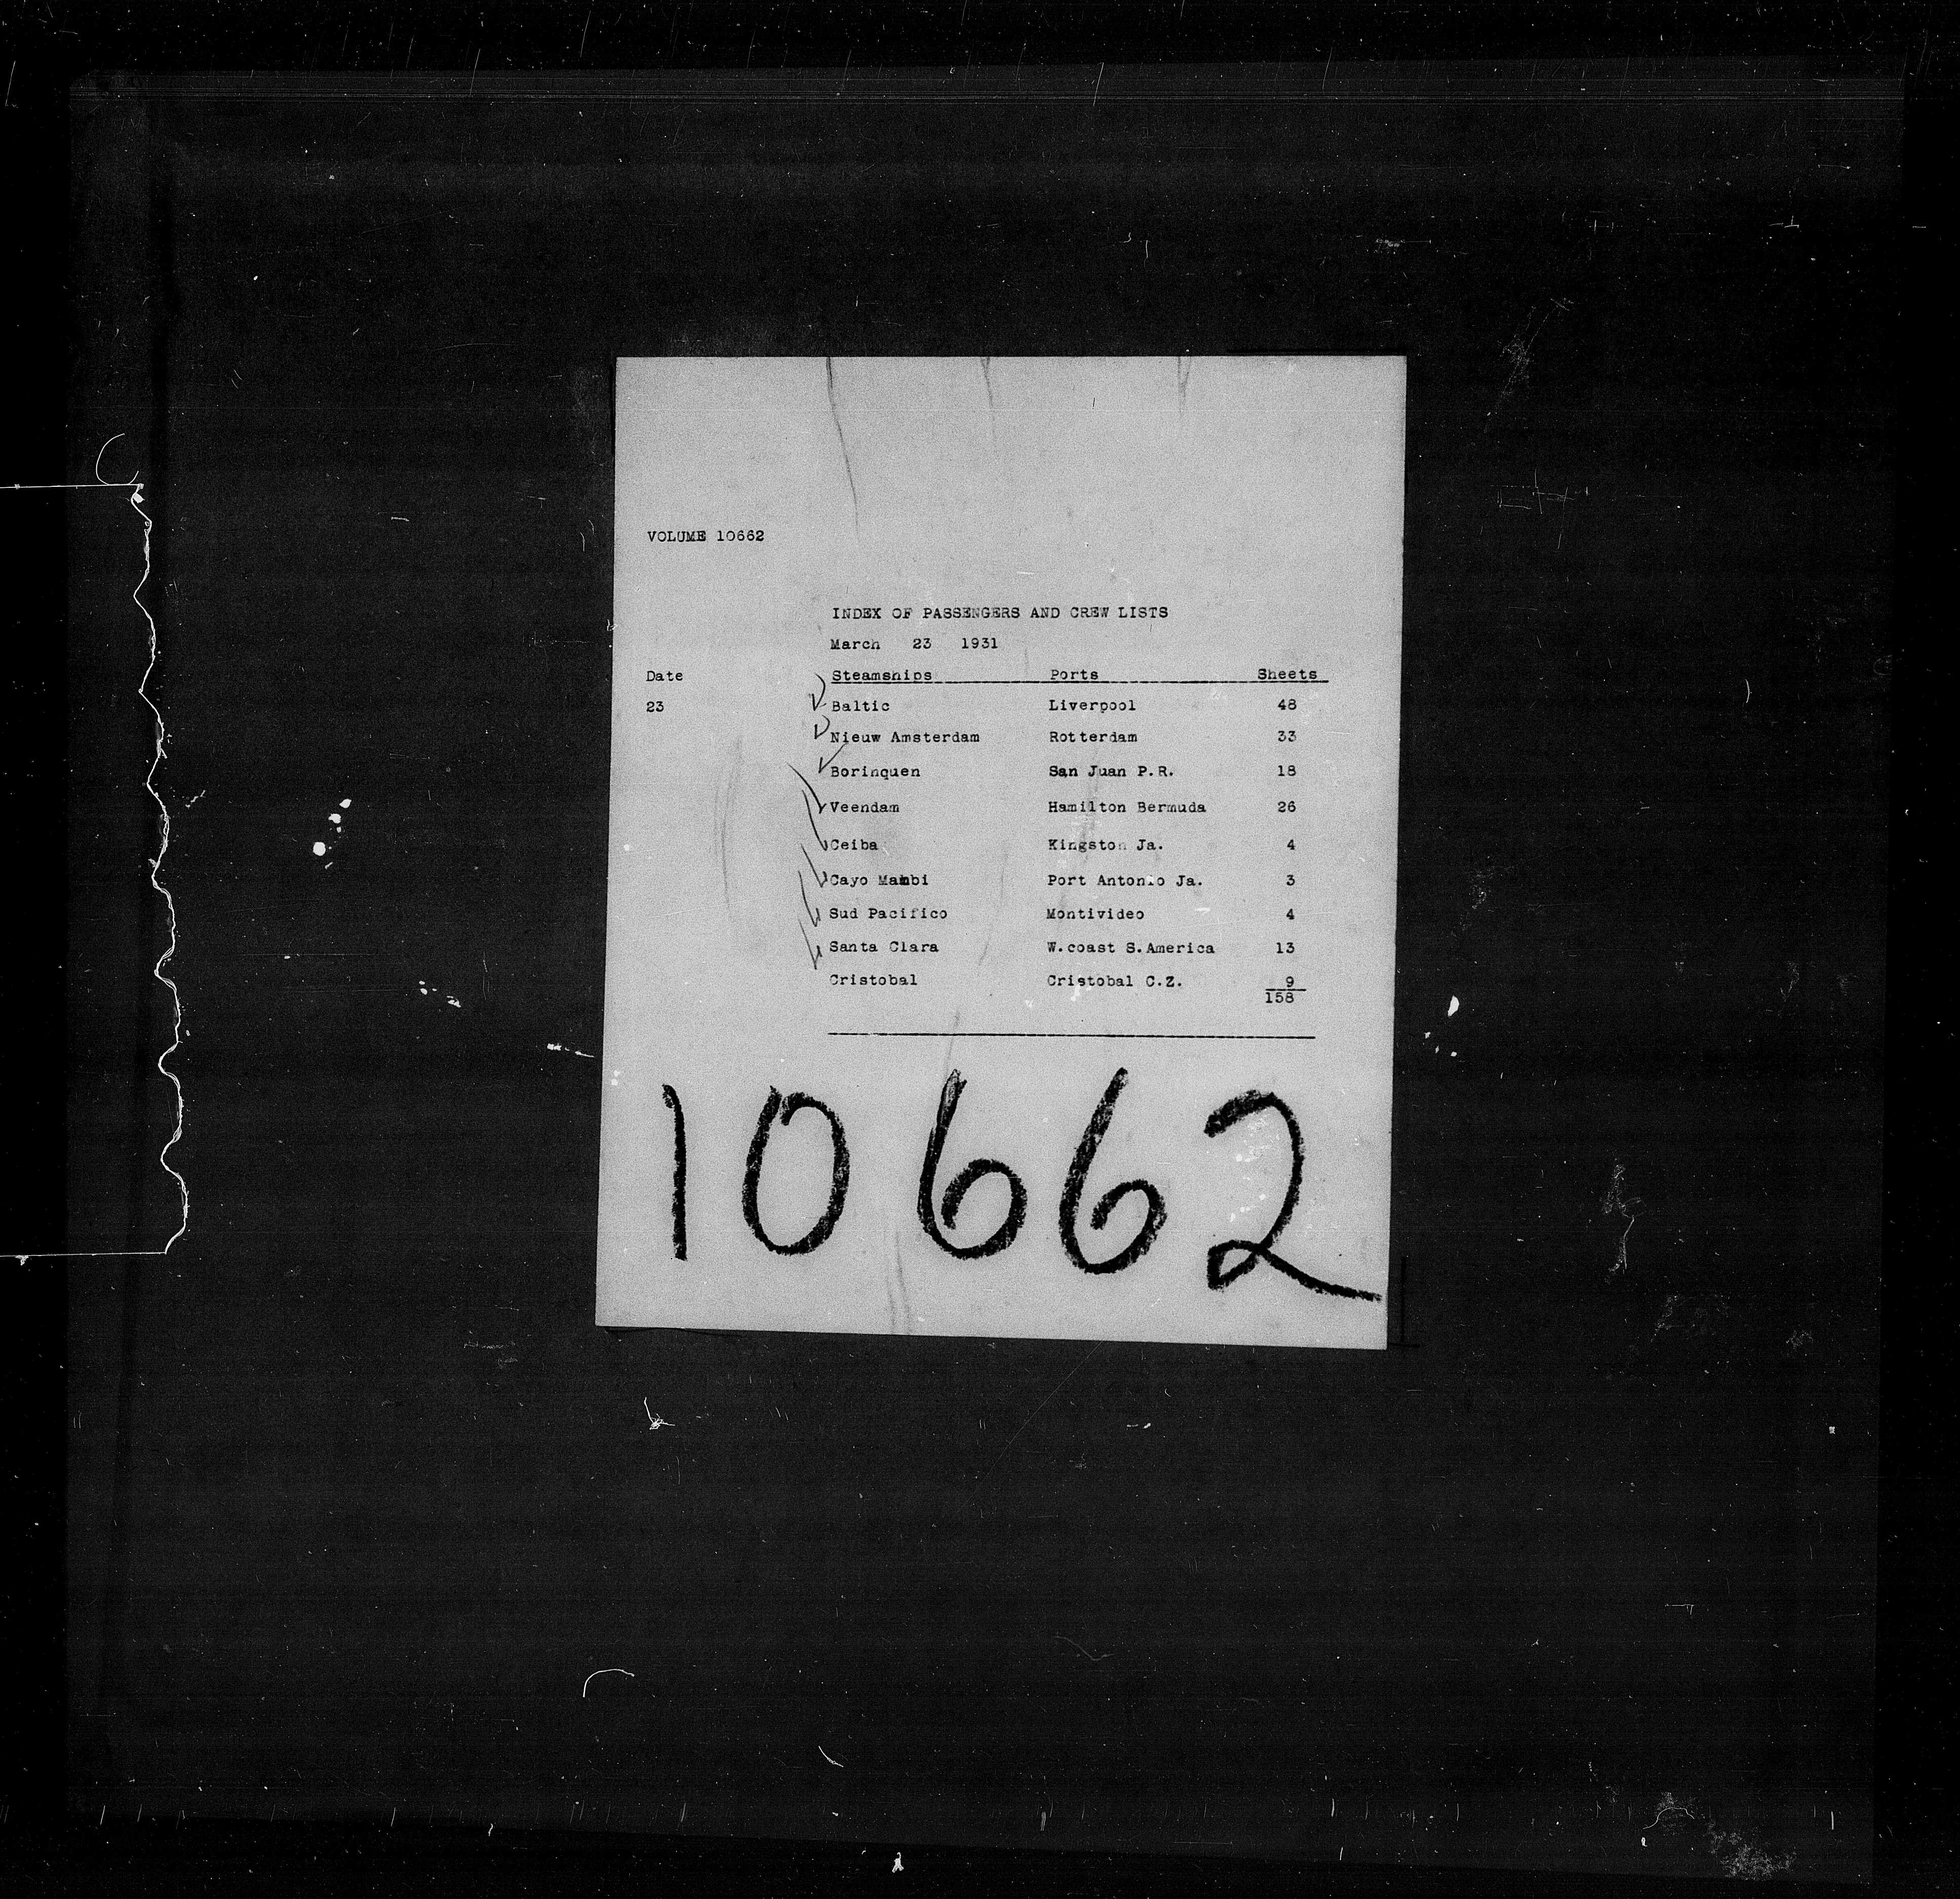 VOLUME 10662
INDEX OF PASSENGERS AND CREW LISTS
March 23 1931
Date Steamships Ports Sheets
23 Baltic Liverpool 48
Nieuw Amsterdam Rotterdam 33
Borinquen San Juan P.R. 18
Veendam Hamilton Bermuda 26
Ceiba Kingston Ja. 4
Cayo Mambi Port Antonio Ja. 3
Sud Pacifico Montivideo 4
Santa Clara W.coast S.America 13
Cristobal Cristobal C.Z. 9
158
10662